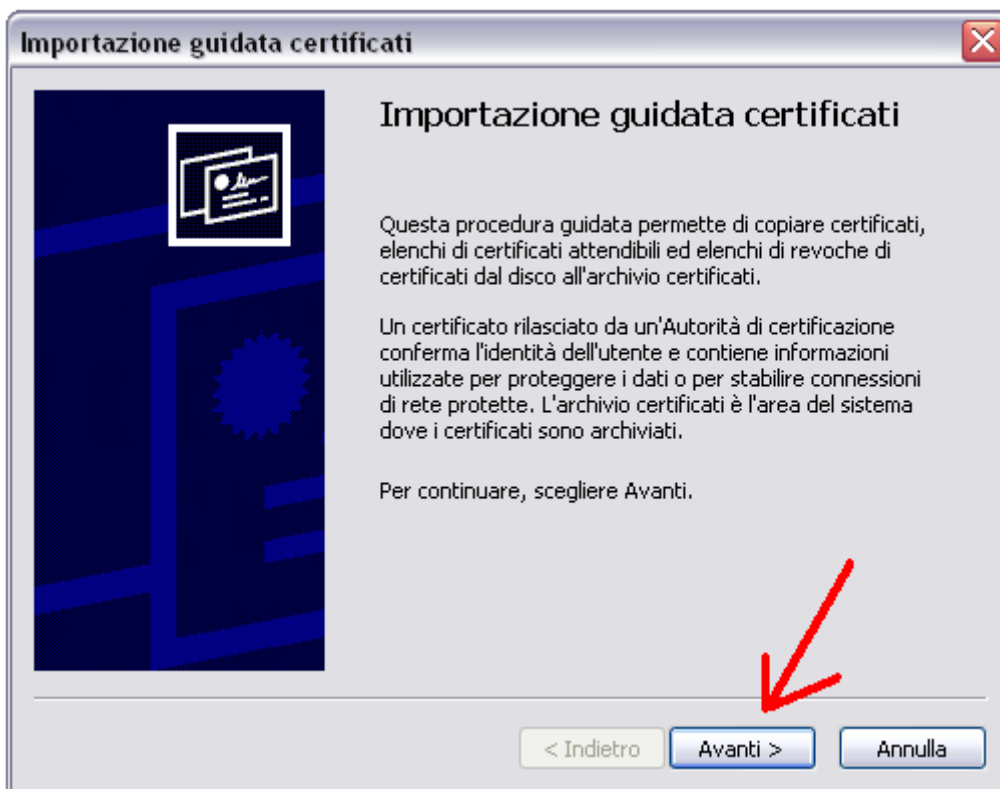 Importazione guidata certificati
Importazione guidata certificati
Questa procedura guidata permette di copiare certificati,
elenchi di certificati attendibili ed elenchi di revoche di
certificati dal disco all'archivio certificati.
Un certificato rilasciato da un'Autorità di certificazione
conferma l'identità dell'utente e contiene informazioni
utilizzate per proteggere i dati o per stabilire connessioni
di rete protette. L'archivio certificati è l'area del sistema
dove i certificati sono archiviati.
Per continuare, scegliere Avanti.
< Indietro
Avanti >
Annulla